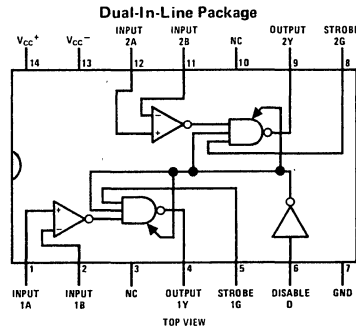 Dual-In-Line Package
VCC+ VCC- INPUT 2A INPUT 2B NC OUTPUT 2Y STROBE 2G
14 13 12 11 10 9 8
- +
+ -
1 2 3 4 5 6 7
INPUT 1A INPUT 1B NC OUTPUT 1Y STROBE 1G DISABLE D GND
TOP VIEW